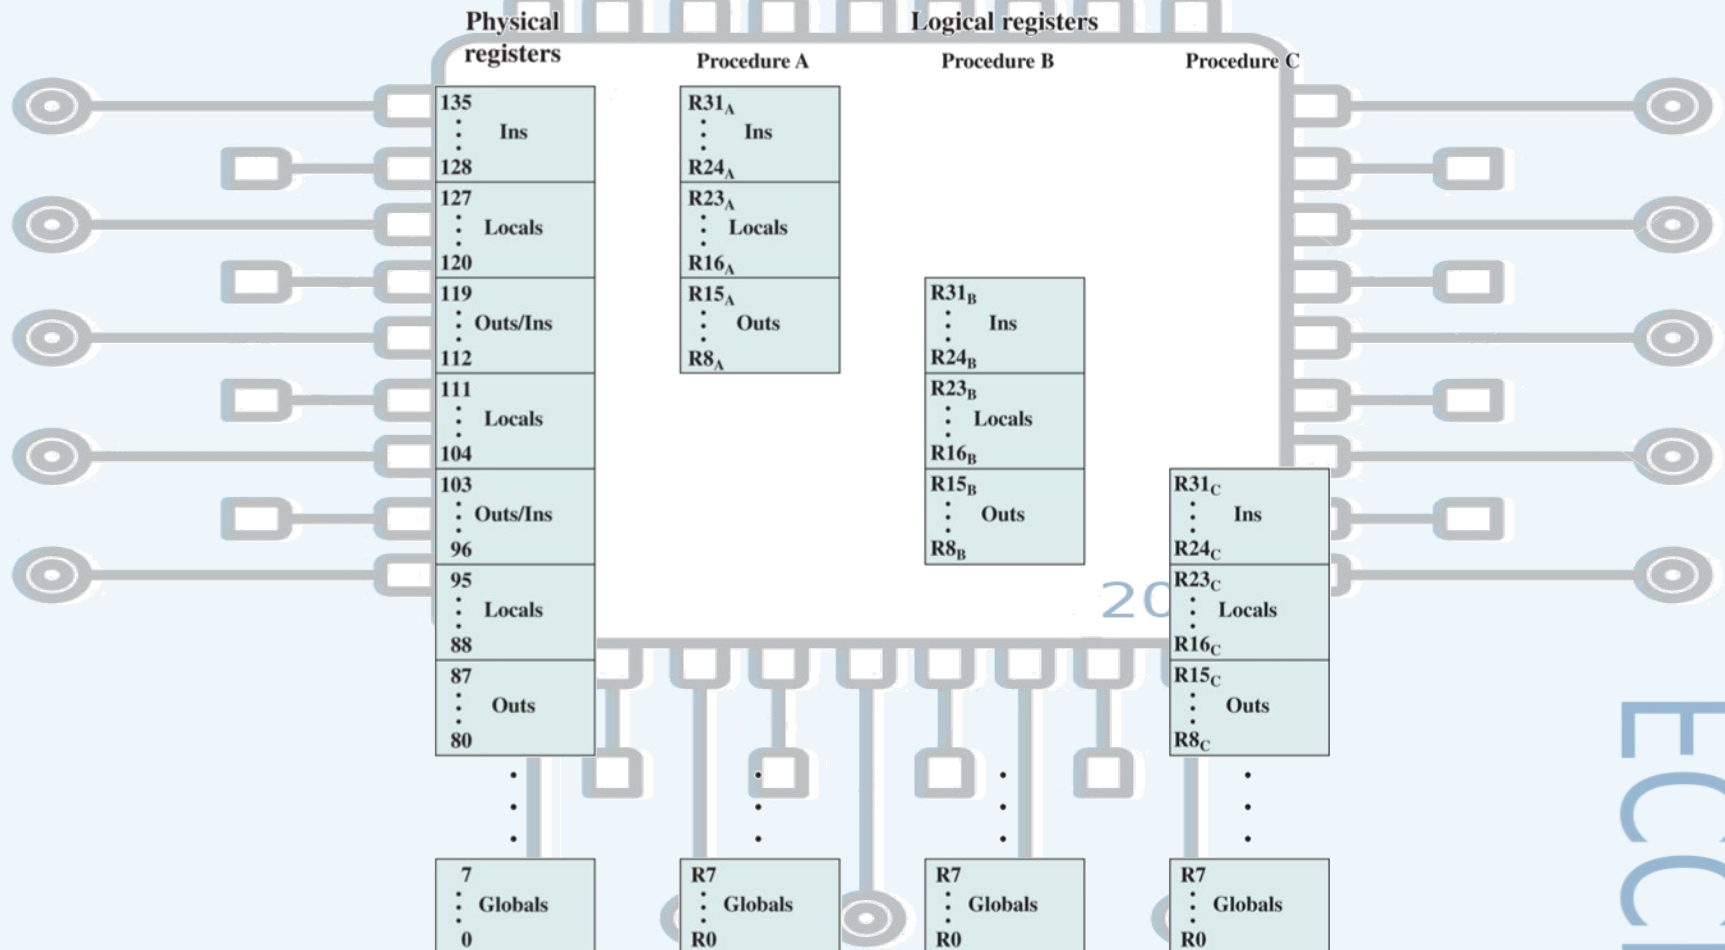 Physical
registers
Logical registers
Procedure A
Procedure B
Procedure C
135
Ins
128
127
Locals
120
119
Outs/Ins
112
111
Locals
104
103
Outs/Ins
96
95
Locals
88
87
Outs
80
7
Globals
0
R31A
Ins
R24A
R23A
Locals
R16A
R15A
Outs
R8A
R7
Globals
R0
R31B
Ins
R24B
R23B
Locals
R16B
R15B
Outs
R8B
R7
Globals
R0
R31C
Ins
R24C
R23C
Locals
R16C
R15C
Outs
R8C
R7
Globals
R0
20